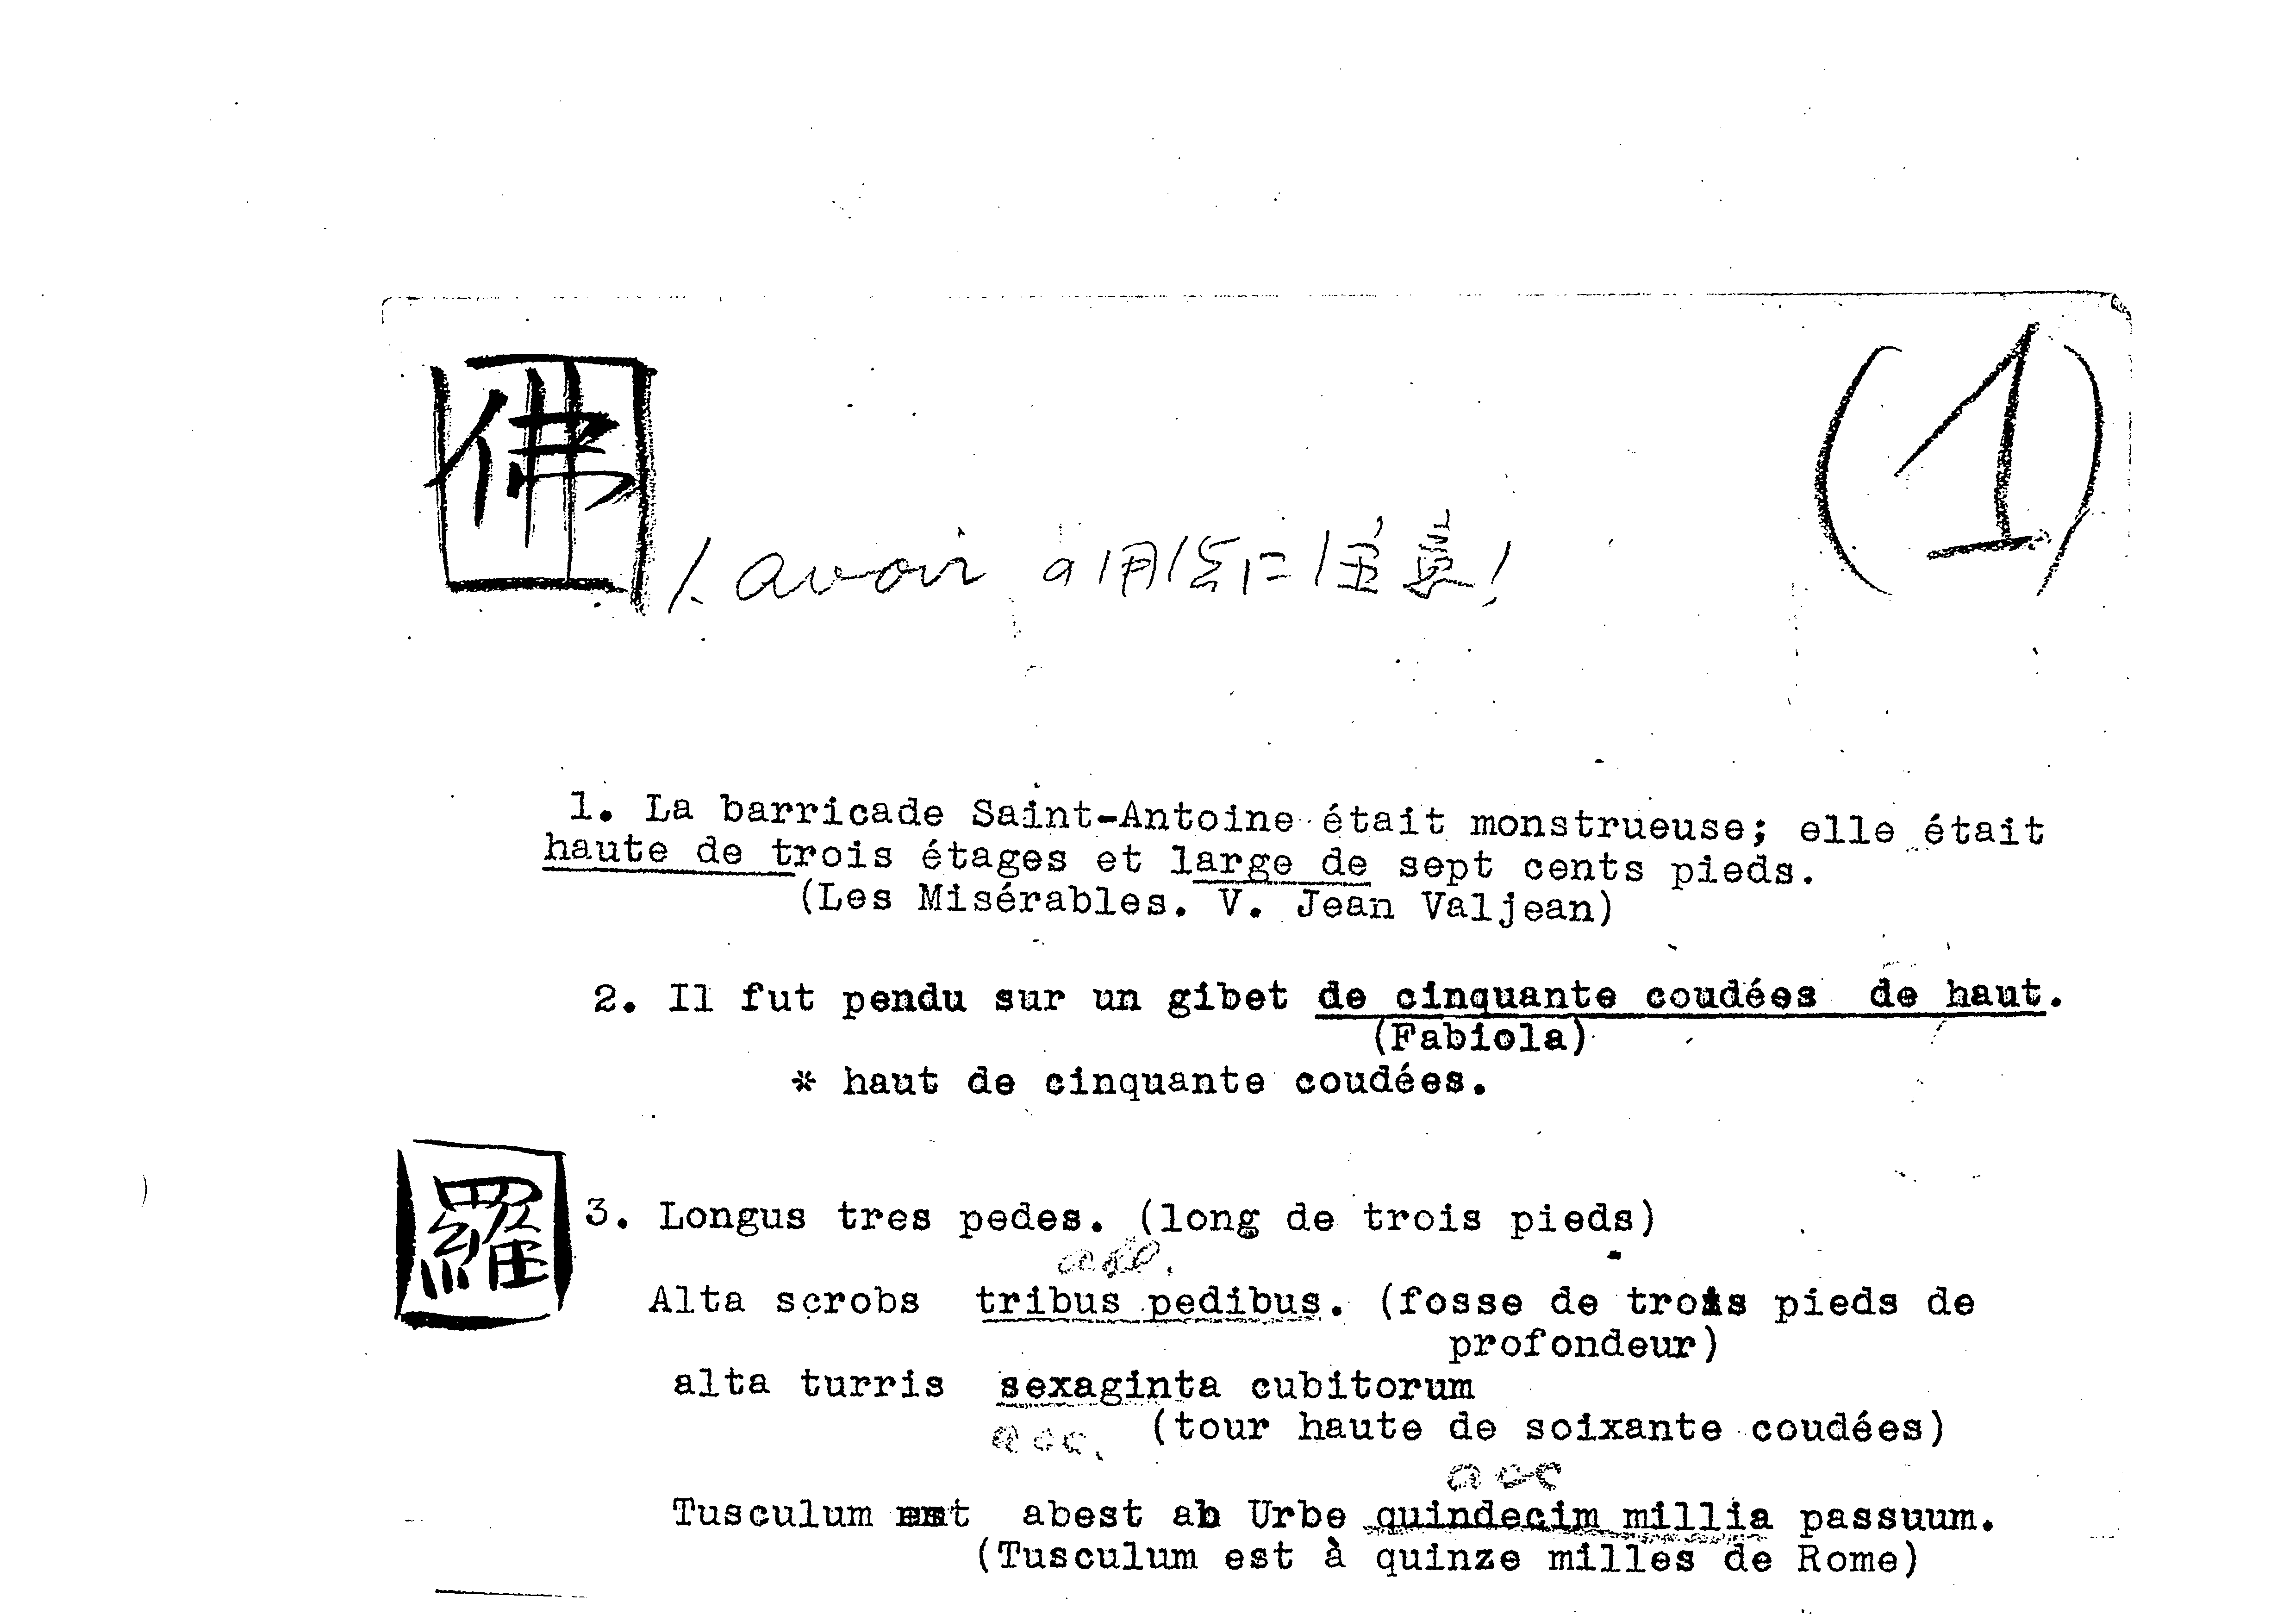 佛
(1)
avoir の用法に注意!
1. La barricade Saint-Antoine était monstrueuse; elle était
haute de trois étages et large de sept cents pieds.
(Les Misérables. V. Jean Valjean)
2. Il fut pendu sur un gibet de cinquante coudées de haut.
(Fabiola)
* haut de cinquante coudées.
羅
3. Longus tres pedes. (long de trois pieds)
abl.
Alta scrobs tribus pedibus. (fosse de trois pieds de
profondeur)
alta turris sexaginta cubitorum
acc. (tour haute de soixante coudées)
acc
Tusculum abest ab Urbe quindecim millia passuum.
(Tusculum est à quinze milles de Rome)